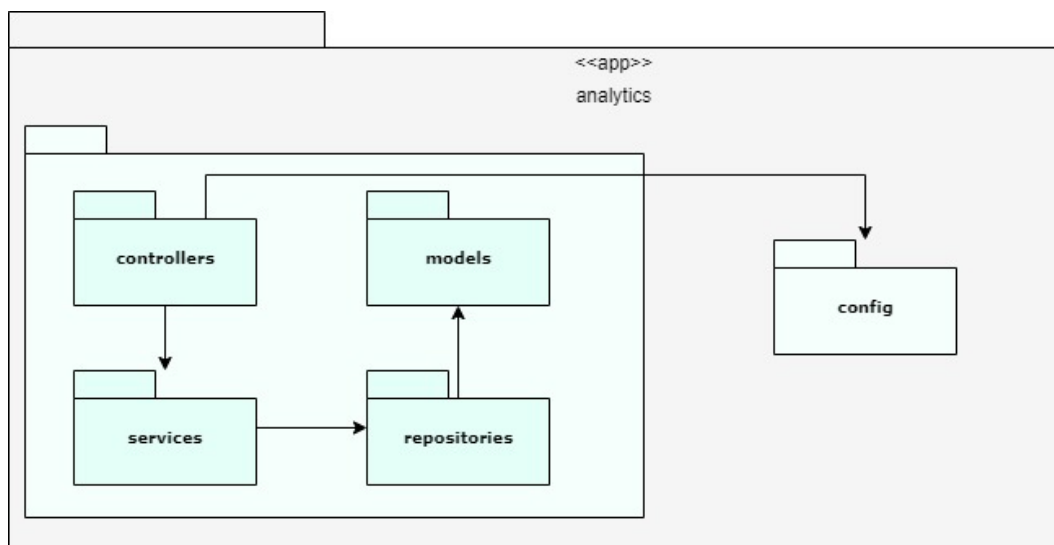 <<app>>
analytics
controllers
models
config
services
repositories